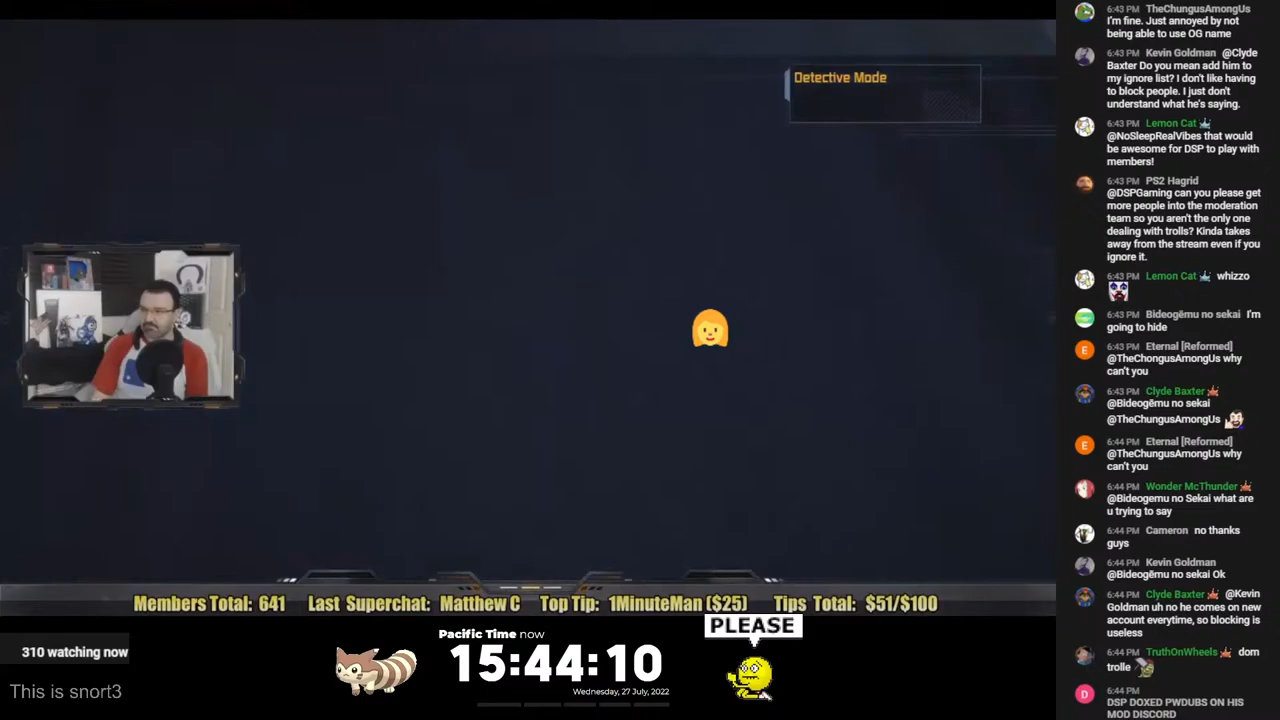 Detective Mode
Members Total: 641 Last Superchat: Matthew C Top Tip: 1MinuteMan ($25) Tips Total: $51/$100
PLEASE
310 watching now
This is snort3
Pacific Time now
15:44:10
Wednesday, 27 July, 2022
6:43 PM TheChungusAmongUs
I'm fine. Just annoyed by not
being able to use OG name
6:43 PM Kevin Goldman @Clyde
Baxter Do you mean add him to
my ignore list? I don't like having
to block people. I just don't
understand what he's saying.
6:43 PM Lemon Cat
@NoSleepRealVibes that would
be awesome for DSP to play with
members!
6:43 PM PS2 Hagrid
@DSPGaming can you please get
more people into the moderation
team so you aren't the only one
dealing with trolls? Kinda takes
away from the stream even if you
ignore it.
6:43 PM Lemon Cat whizzo
6:43 PM Bideogēmu no sekai I'm
going to hide
6:43 PM Eternal [Reformed]
@TheChongusAmongUs why
can't you
6:43 PM Clyde Baxter
@Bideogēmu no sekai
@TheChungusAmongUs
6:44 PM Eternal [Reformed]
@TheChungusAmongUs why
can't you
6:44 PM Wonder McThunder
@Bideogemu no Sekai what are
u trying to say
6:44 PM Cameron no thanks
guys
6:44 PM Kevin Goldman
@Bideogēmu no sekai Ok
6:44 PM Clyde Baxter @Kevin
Goldman uh no he comes on new
account everytime, so blocking is
useless
6:44 PM TruthOnWheels dom
trolle
D 6:44 PM
DSP DOXED PWDUBS ON HIS
MOD DISCORD